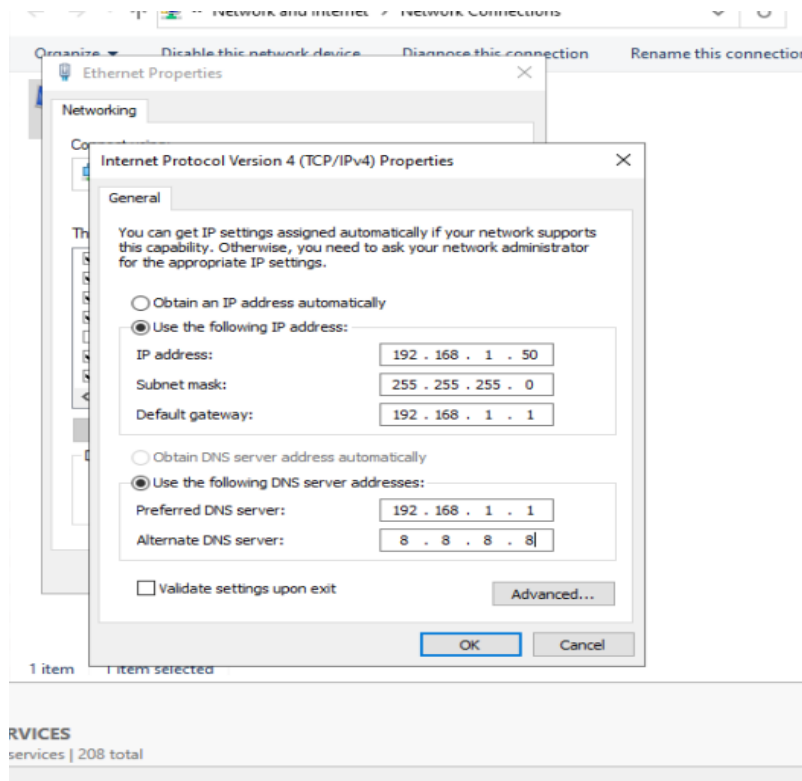 Network and Internet > Network Connections
Organize Disable this network device Diagnose this connection Rename this connection
Ethernet Properties
Networking
Internet Protocol Version 4 (TCP/IPv4) Properties
General
You can get IP settings assigned automatically if your network supports
this capability. Otherwise, you need to ask your network administrator
for the appropriate IP settings.
Obtain an IP address automatically
Use the following IP address:
IP address: 192 . 168 . 1 . 50
Subnet mask: 255 . 255 . 255 . 0
Default gateway: 192 . 168 . 1 . 1
Obtain DNS server address automatically
Use the following DNS server addresses:
Preferred DNS server: 192 . 168 . 1 . 1
Alternate DNS server: 8 . 8 . 8 . 8
Validate settings upon exit
Advanced...
OK Cancel
1 item 1 item selected
RVICES
services | 208 total